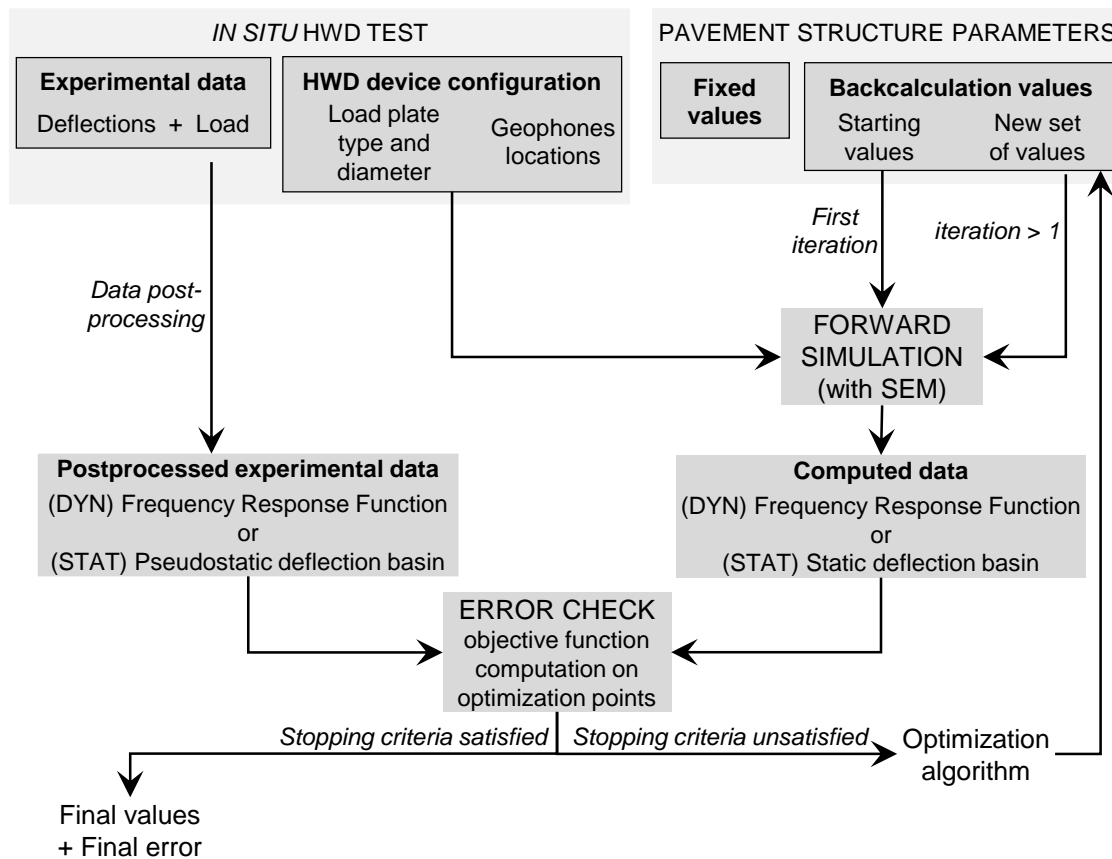 IN SITU HWD TEST
Experimental data
Deflections + Load
HWD device configuration
Load plate
type and
diameter
Geophones
locations
PAVEMENT STRUCTURE PARAMETERS
Fixed
values
Backcalculation values
Starting
values
New set
of values
First
iteration
iteration > 1
Data post-
processing
FORWARD
SIMULATION
(with SEM)
Postprocessed experimental data
(DYN) Frequency Response Function
or
(STAT) Pseudostatic deflection basin
Computed data
(DYN) Frequency Response Function
or
(STAT) Static deflection basin
ERROR CHECK
objective function
computation on
optimization points
Stopping criteria satisfied
Stopping criteria unsatisfied
Optimization
algorithm
Final values
+ Final error